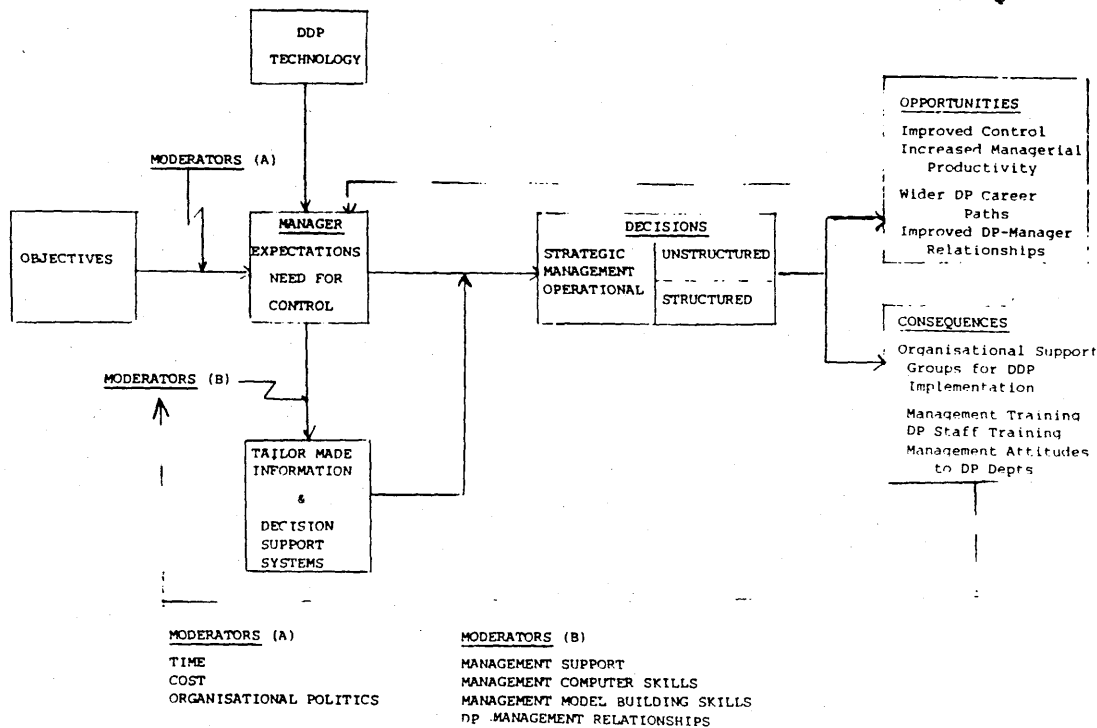 DDP
TECHNOLOGY
MODERATORS (A)
OBJECTIVES
MANAGER
EXPECTATIONS
NEED FOR
CONTROL
DECISIONS
STRATEGIC
MANAGEMENT
OPERATIONAL
UNSTRUCTURED
STRUCTURED
OPPORTUNITIES
Improved Control
Increased Managerial
Productivity
Wider DP Career
Paths
Improved DP-Manager
Relationships
CONSEQUENCES
Organisational Support
Groups for DDP
Implementation
Management Training
DP Staff Training
Management Attitudes
to DP Depts
MODERATORS (B)
TAILOR MADE
INFORMATION
&
DECISION
SUPPORT
SYSTEMS
MODERATORS (A)
TIME
COST
ORGANISATIONAL POLITICS
MODERATORS (B)
MANAGEMENT SUPPORT
MANAGEMENT COMPUTER SKILLS
MANAGEMENT MODEL BUILDING SKILLS
DP MANAGEMENT RELATIONSHIPS